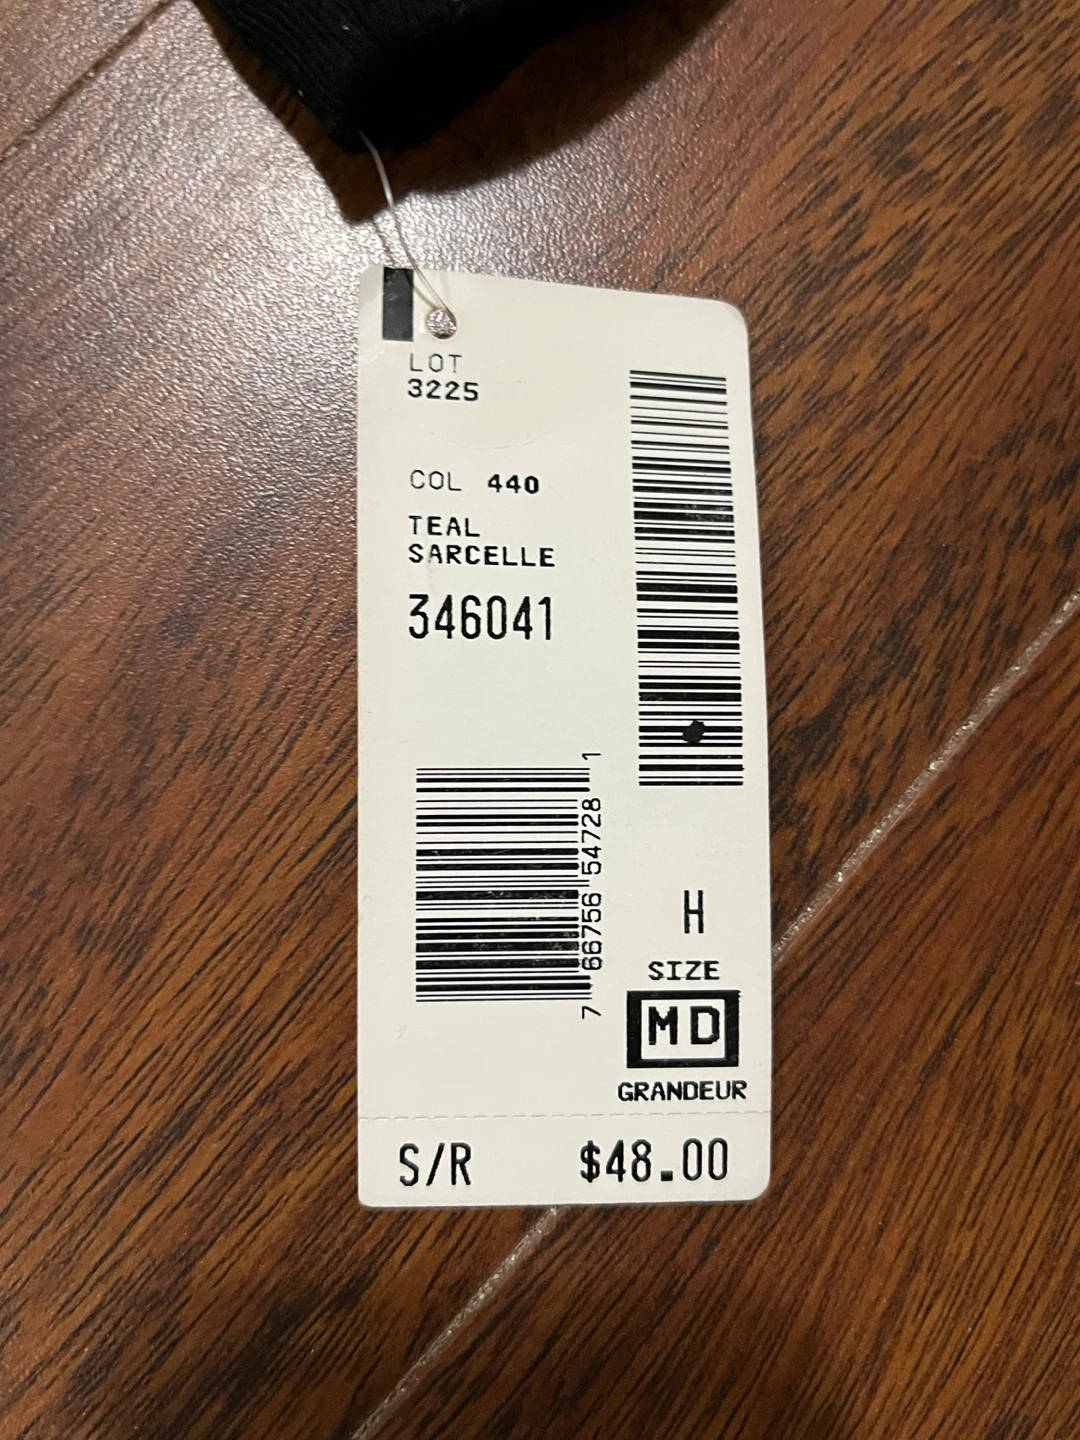 LOT
3225
COL 440
TEAL
SARCELLE
346041
7 66756 54728 1
H
SIZE
MD
GRANDEUR
S/R $48.00